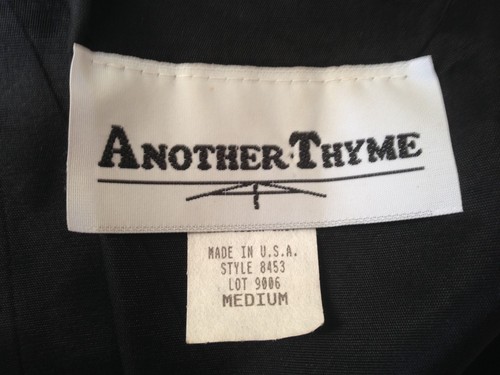 ANOTHER THYME
MADE IN U.S.A.
STYLE 8453
LOT 9006
MEDIUM